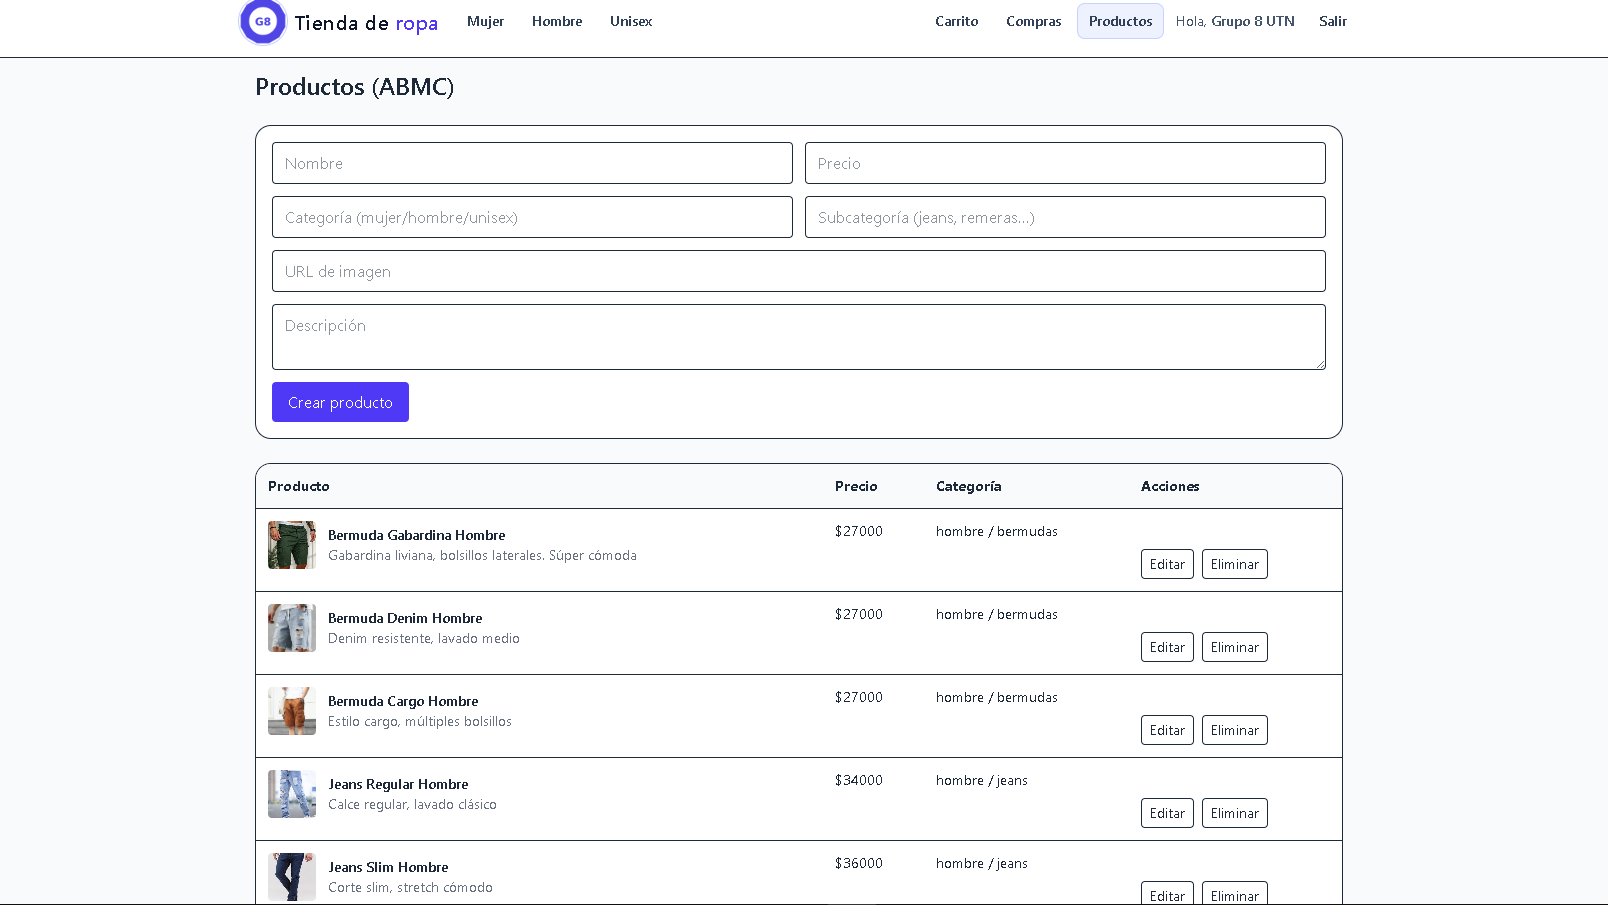 G8 Tienda de ropa Mujer Hombre Unisex Carrito Compras Productos Hola, Grupo 8 UTN Salir
Productos (ABMC)
Nombre Precio
Categoría (mujer/hombre/unisex) Subcategoría (jeans, remeras...)
URL de imagen
Descripción
Crear producto
Producto Precio Categoría Acciones
Bermuda Gabardina Hombre $27000 hombre / bermudas
Gabardina liviana, bolsillos laterales. Súper cómoda
Editar Eliminar
Bermuda Denim Hombre $27000 hombre / bermudas
Denim resistente, lavado medio
Editar Eliminar
Bermuda Cargo Hombre $27000 hombre / bermudas
Estilo cargo, múltiples bolsillos
Editar Eliminar
Jeans Regular Hombre $34000 hombre / jeans
Calce regular, lavado clásico
Editar Eliminar
Jeans Slim Hombre $36000 hombre / jeans
Corte slim, stretch cómodo
Editar Eliminar